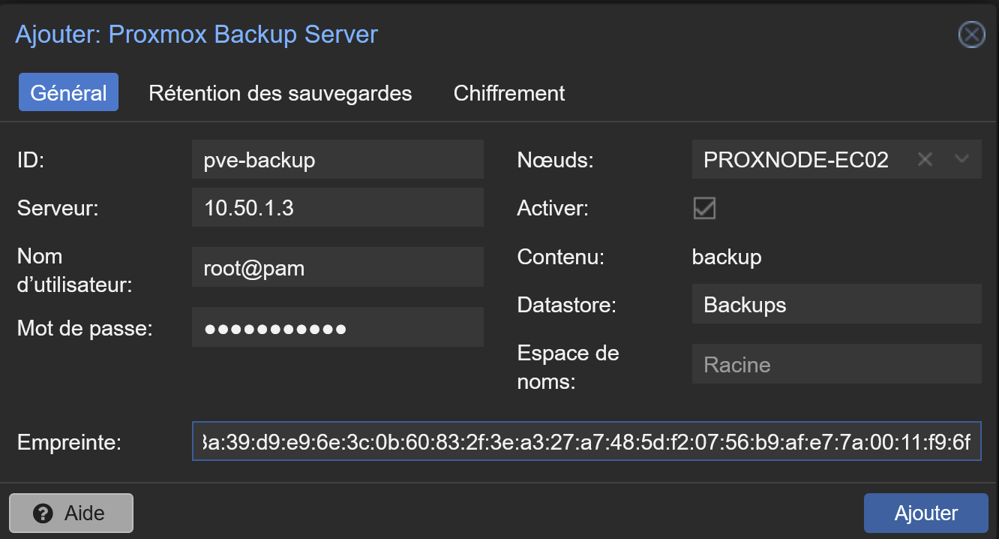 Ajouter: Proxmox Backup Server
Général Rétention des sauvegardes Chiffrement
ID: pve-backup
Nœuds: PROXNODE-EC02
Serveur: 10.50.1.3
Activer:
Nom d’utilisateur: root@pam
Contenu: backup
Datastore: Backups
Mot de passe: ●●●●●●●●●●●
Espace de noms: Racine
Empreinte: 3a:39:d9:e9:6e:3c:0b:60:83:2f:3e:a3:27:a7:48:5d:f2:07:56:b9:af:e7:7a:00:11:f9:6f
? Aide
Ajouter